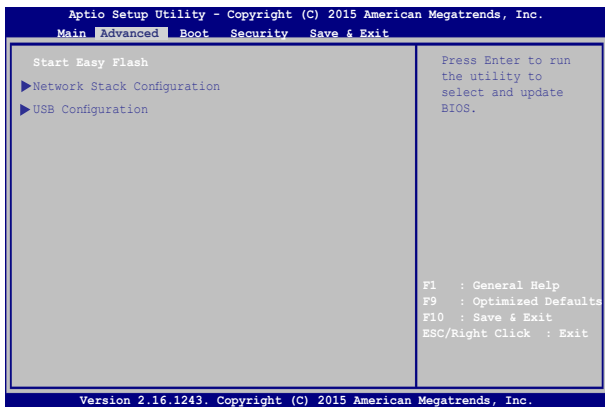 Aptio Setup Utility - Copyright (C) 2015 American Megatrends, Inc.
Main Advanced Boot Security Save & Exit
Start Easy Flash
Network Stack Configuration
USB Configuration
Press Enter to run
the utility to
select and update
BIOS.
F1 : General Help
F9 : Optimized Defaults
F10 : Save & Exit
ESC/Right Click : Exit
Version 2.16.1243. Copyright (C) 2015 American Megatrends, Inc.